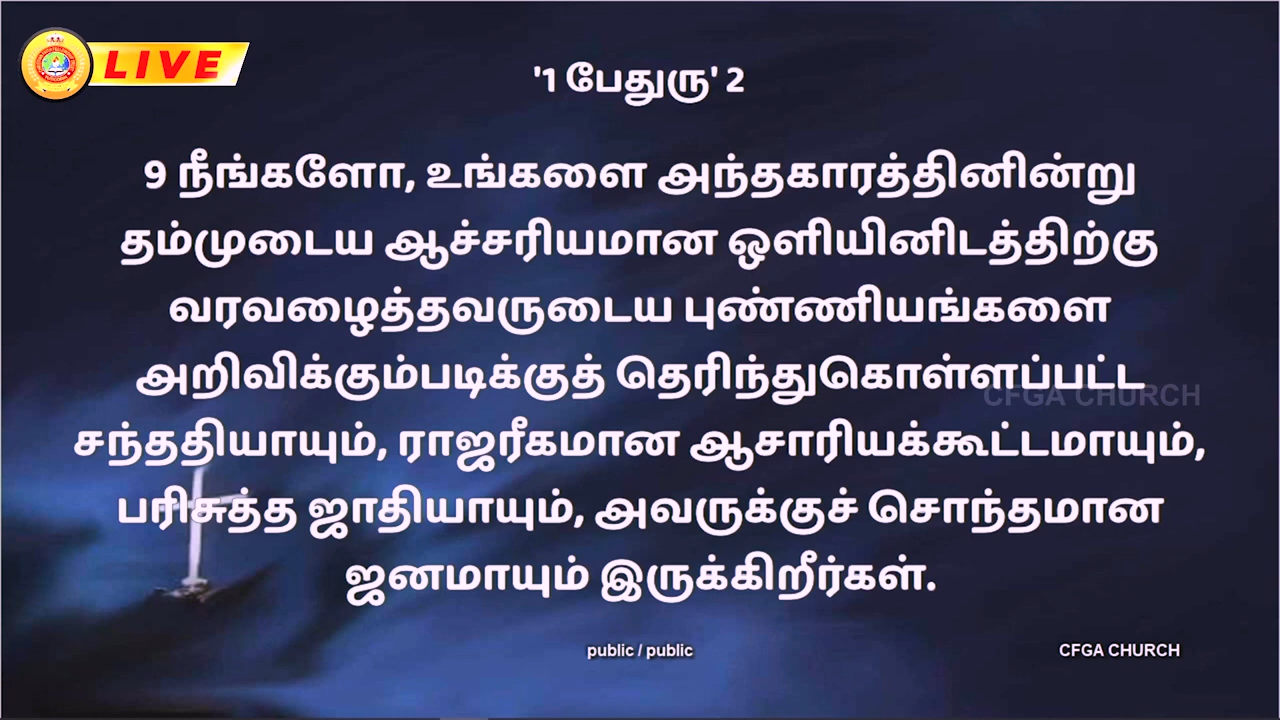 LIVE
'1 பேதுரு' 2
9 நீங்களோ, உங்களை அந்தகாரத்தினின்று
தம்முடைய ஆச்சரியமான ஒளியினிடத்திற்கு
வரவழைத்தவருடைய புண்ணியங்களை
அறிவிக்கும்படிக்குத் தெரிந்துகொள்ளப்பட்ட
CFGA CHURCH
சந்ததியாயும், ராஜரீகமான ஆசாரியக்கூட்டமாயும்,
பரிசுத்த ஜாதியாயும், அவருக்குச் சொந்தமான
ஜனமாயும் இருக்கிறீர்கள்.
public / public
CFGA CHURCH